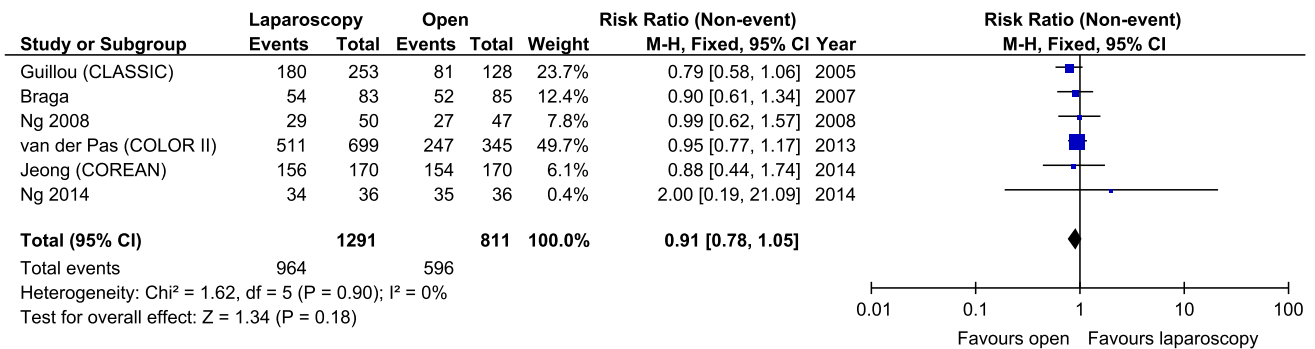 Laparoscopy Open Risk Ratio (Non-event) Risk Ratio (Non-event)
Study or Subgroup Events Total Events Total Weight M-H, Fixed, 95% CI Year M-H, Fixed, 95% CI
Guillou (CLASSIC) 180 253 81 128 23.7% 0.79 [0.58, 1.06] 2005
Braga 54 83 52 85 12.4% 0.90 [0.61, 1.34] 2007
Ng 2008 29 50 27 47 7.8% 0.99 [0.62, 1.57] 2008
van der Pas (COLOR II) 511 699 247 345 49.7% 0.95 [0.77, 1.17] 2013
Jeong (COREAN) 156 170 154 170 6.1% 0.88 [0.44, 1.74] 2014
Ng 2014 34 36 35 36 0.4% 2.00 [0.19, 21.09] 2014
Total (95% CI) 1291 811 100.0% 0.91 [0.78, 1.05]
Total events 964 596
Heterogeneity: Chi² = 1.62, df = 5 (P = 0.90); I² = 0%
Test for overall effect: Z = 1.34 (P = 0.18)
0.01 0.1 1 10 100
Favours open Favours laparoscopy